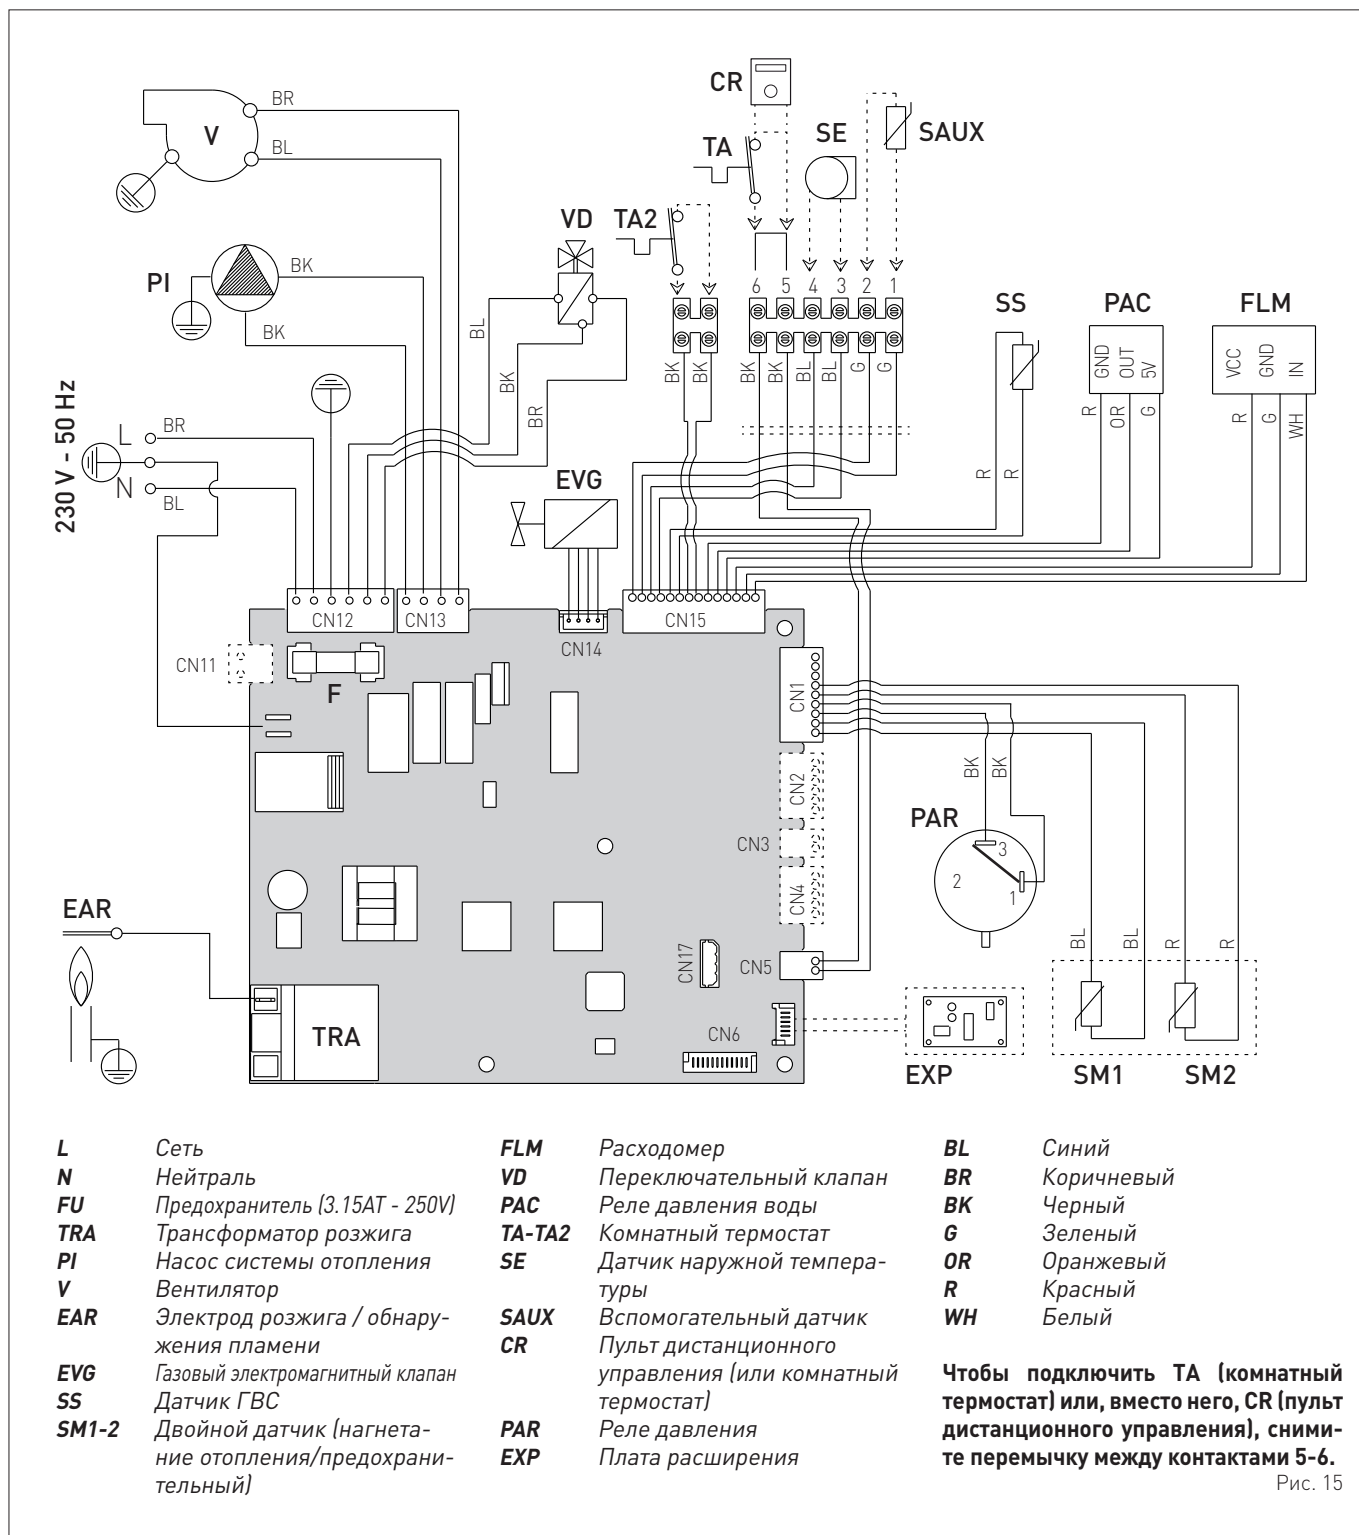 CR
BR
V
BL
TA
SE
SAUX
VD
TA2
PI
BK
BK
6 5 4 3 2 1
SS
PAC
FLM
BL
BK
BR
BK
BK
BK
BK
BL
BL
G
G
GND
OUT
5V
VCC
GND
IN
R
OR
G
R
G
WH
R
R
230 V - 50 Hz
L
BR
N
BL
EVG
CN12
CN13
CN14
CN15
CN11
F
CN1
CN2
CN3
CN4
BK
BK
PAR
3
2
1
EAR
CN17
CN5
BL
BL
R
R
TRA
CN6
EXP
SM1
SM2
L Сеть
N Нейтраль
FU Предохранитель (3.15AT - 250V)
TRA Трансформатор розжига
PI Насос системы отопления
V Вентилятор
EAR Электрод розжига / обнару-
жения пламени
EVG Газовый электромагнитный клапан
SS Датчик ГВС
SM1-2 Двойной датчик (нагнета-
ние отопления/предохрани-
тельный)
FLM Расходомер
VD Переключательный клапан
PAC Реле давления воды
TA-TA2 Комнатный термостат
SE Датчик наружной темпера-
туры
SAUX Вспомогательный датчик
CR Пульт дистанционного
управления (или комнатный
термостат)
PAR Реле давления
EXP Плата расширения
BL Синий
BR Коричневый
BK Черный
G Зеленый
OR Оранжевый
R Красный
WH Белый
Чтобы подключить ТА (комнатный
термостат) или, вместо него, CR (пульт
дистанционного управления), сними-
те перемычку между контактами 5-6.
Рис. 15